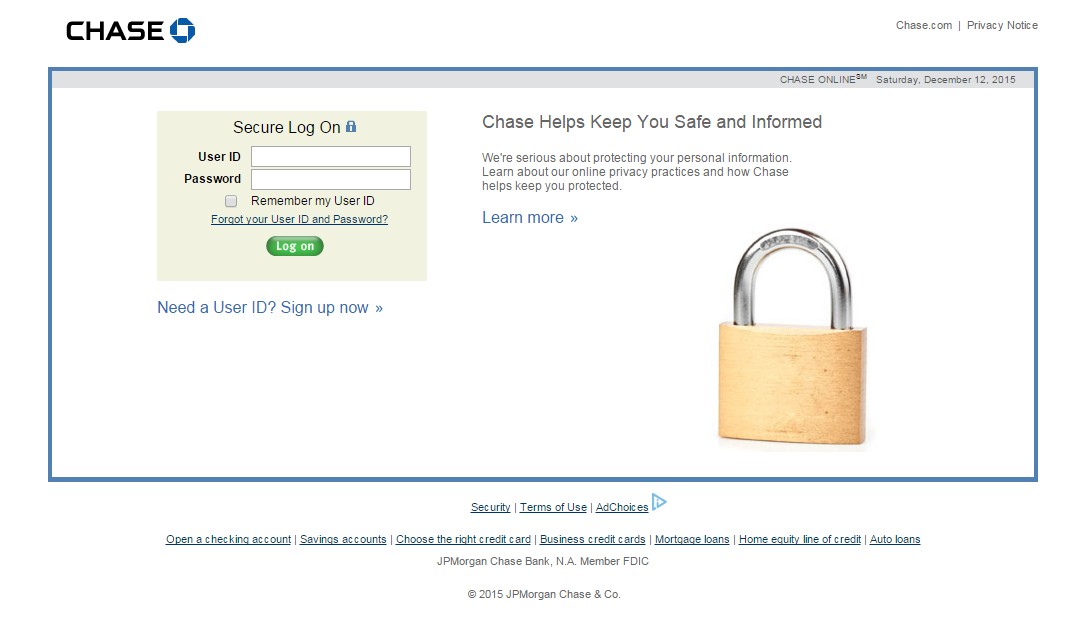 CHASE
Chase.com | Privacy Notice
CHASE ONLINE℠ Saturday, December 12, 2015
Secure Log On
User ID
Password
Remember my User ID
Forgot your User ID and Password?
Log on
Need a User ID? Sign up now »
Chase Helps Keep You Safe and Informed
We're serious about protecting your personal information.
Learn about our online privacy practices and how Chase
helps keep you protected.
Learn more »
Security | Terms of Use | AdChoices
Open a checking account | Savings accounts | Choose the right credit card | Business credit cards | Mortgage loans | Home equity line of credit | Auto loans
JPMorgan Chase Bank, N.A. Member FDIC
© 2015 JPMorgan Chase & Co.